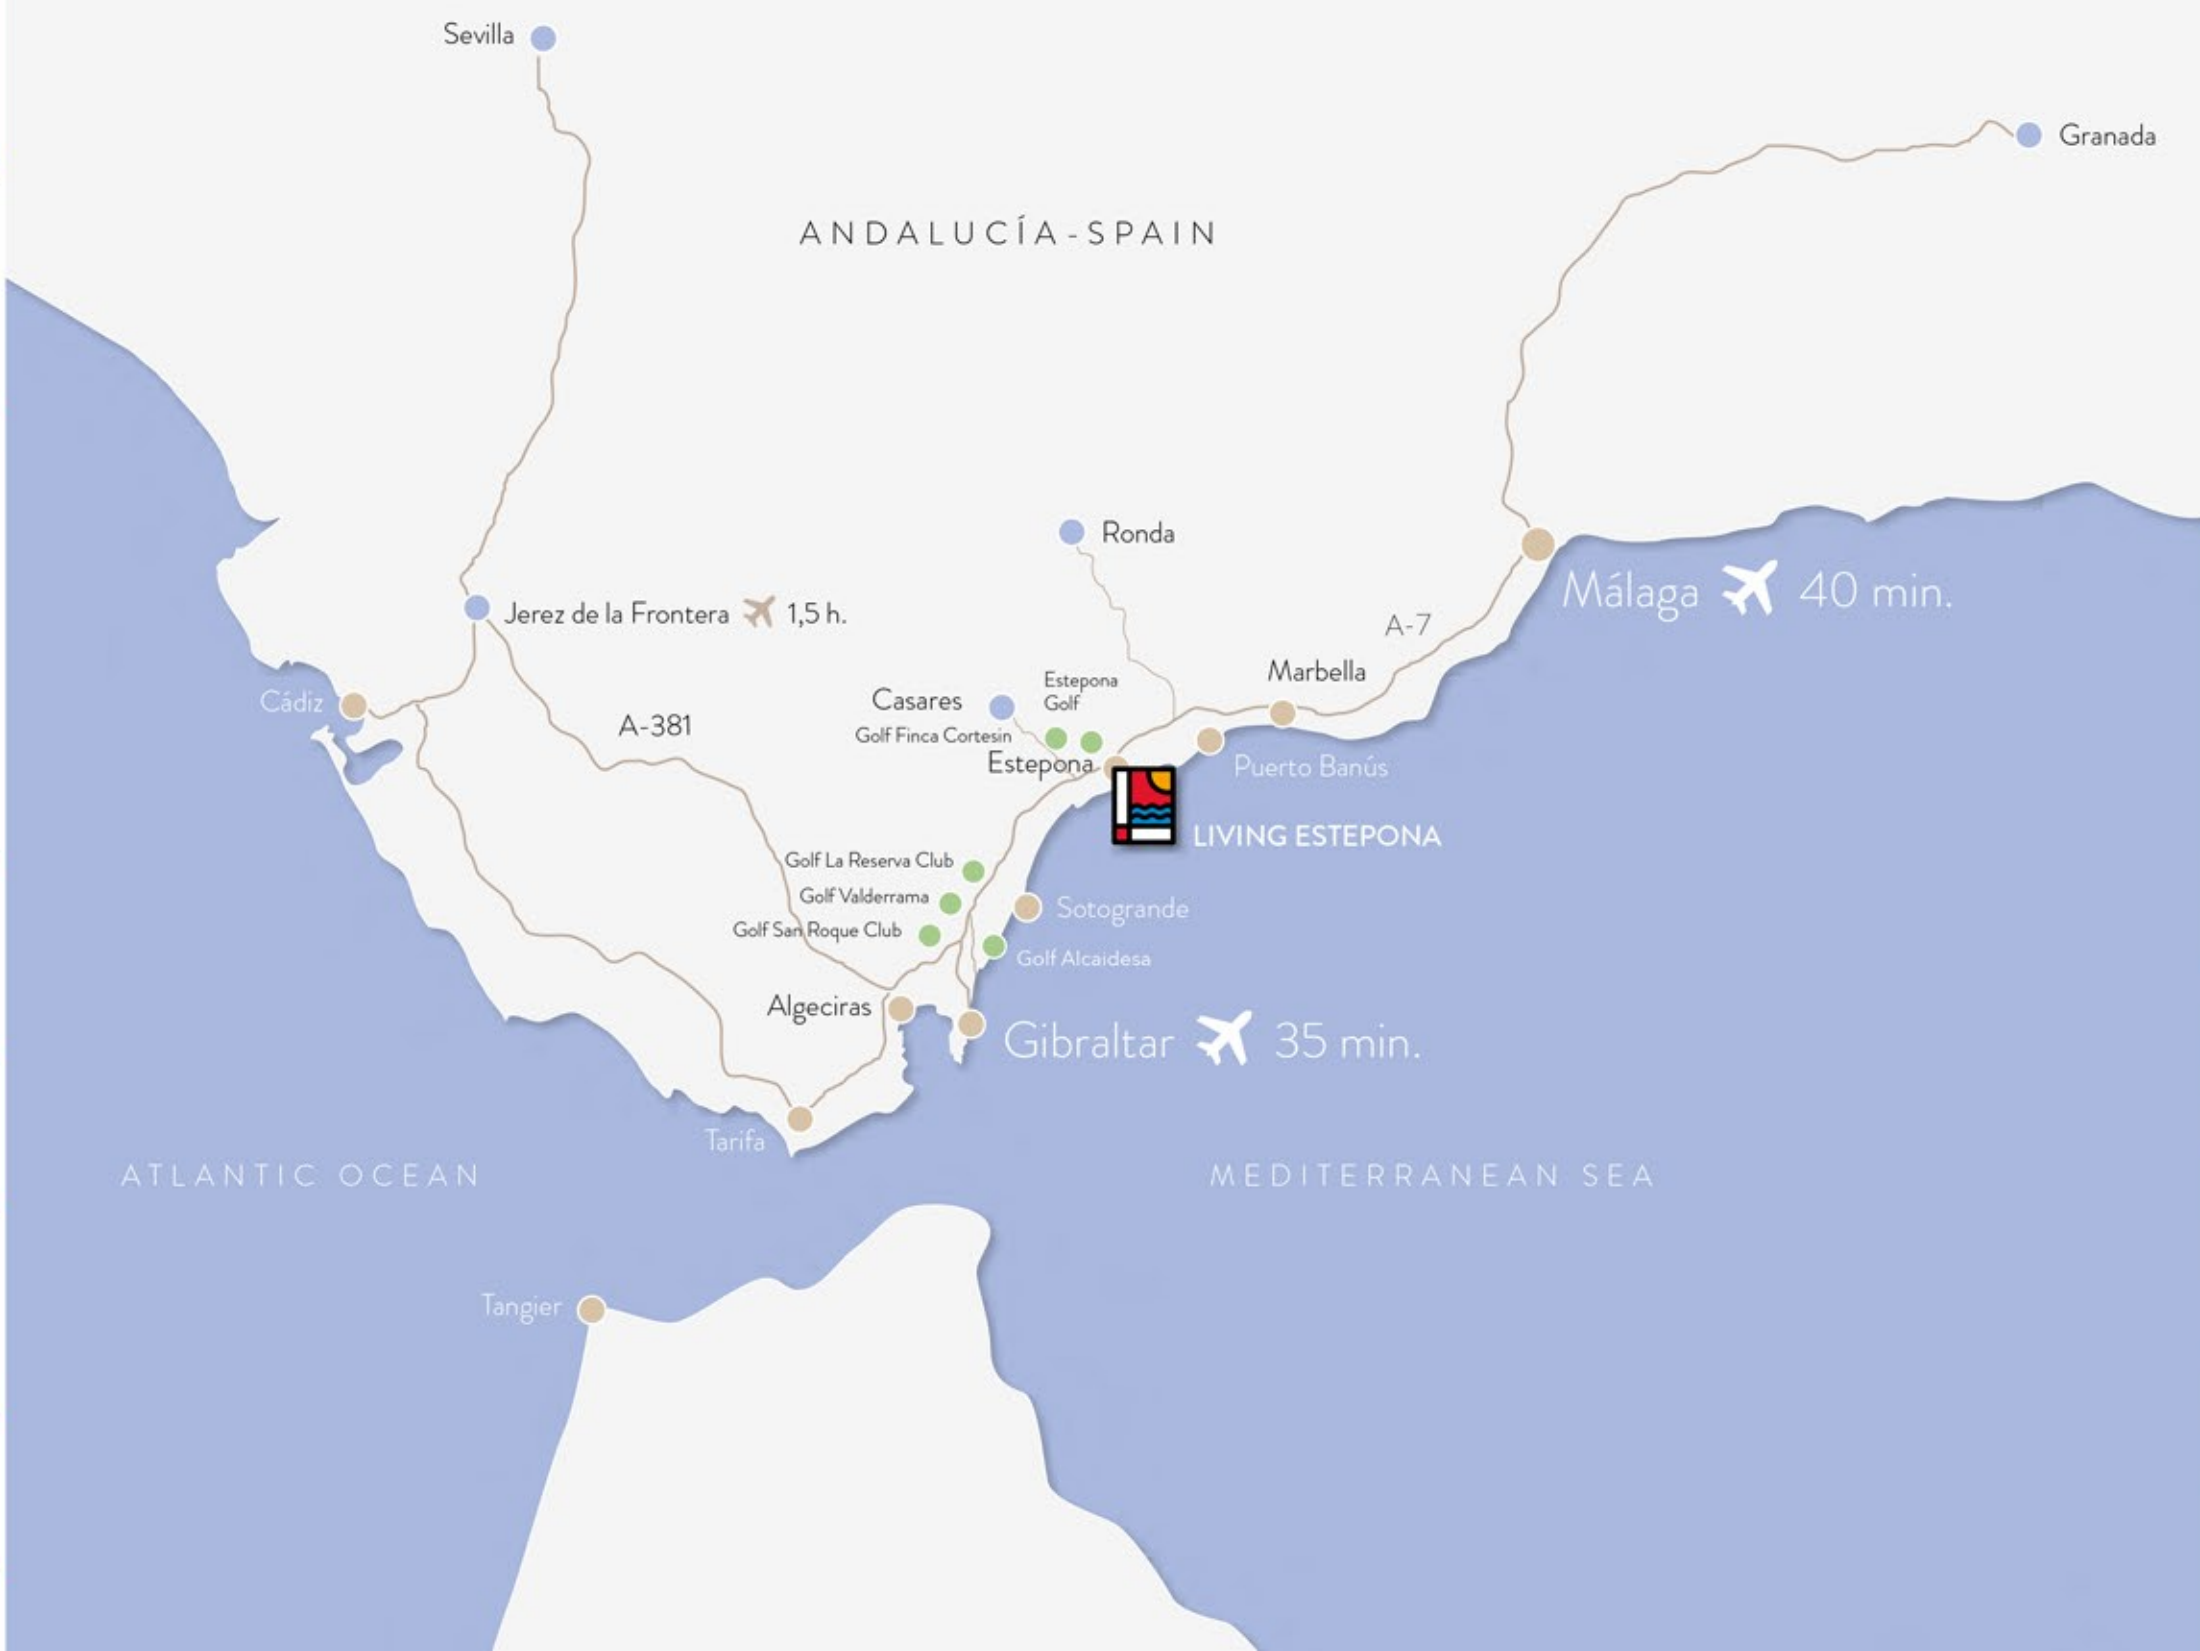 Sevilla
Granada
ANDALUCÍA-SPAIN
Ronda
Málaga 40 min.
Jerez de la Frontera 1,5 h.
A-7
Marbella
Estepona
Golf
Casares
Cádiz
A-381
Golf Finca Cortesin
Estepona
Puerto Banús
LIVING ESTEPONA
Golf La Reserva Club
Golf Valderrama
Sotogrande
Golf San Roque Club
Golf Alcaidesa
Algeciras
Gibraltar 35 min.
Tarifa
ATLANTIC OCEAN
MEDITERRANEAN SEA
Tangier